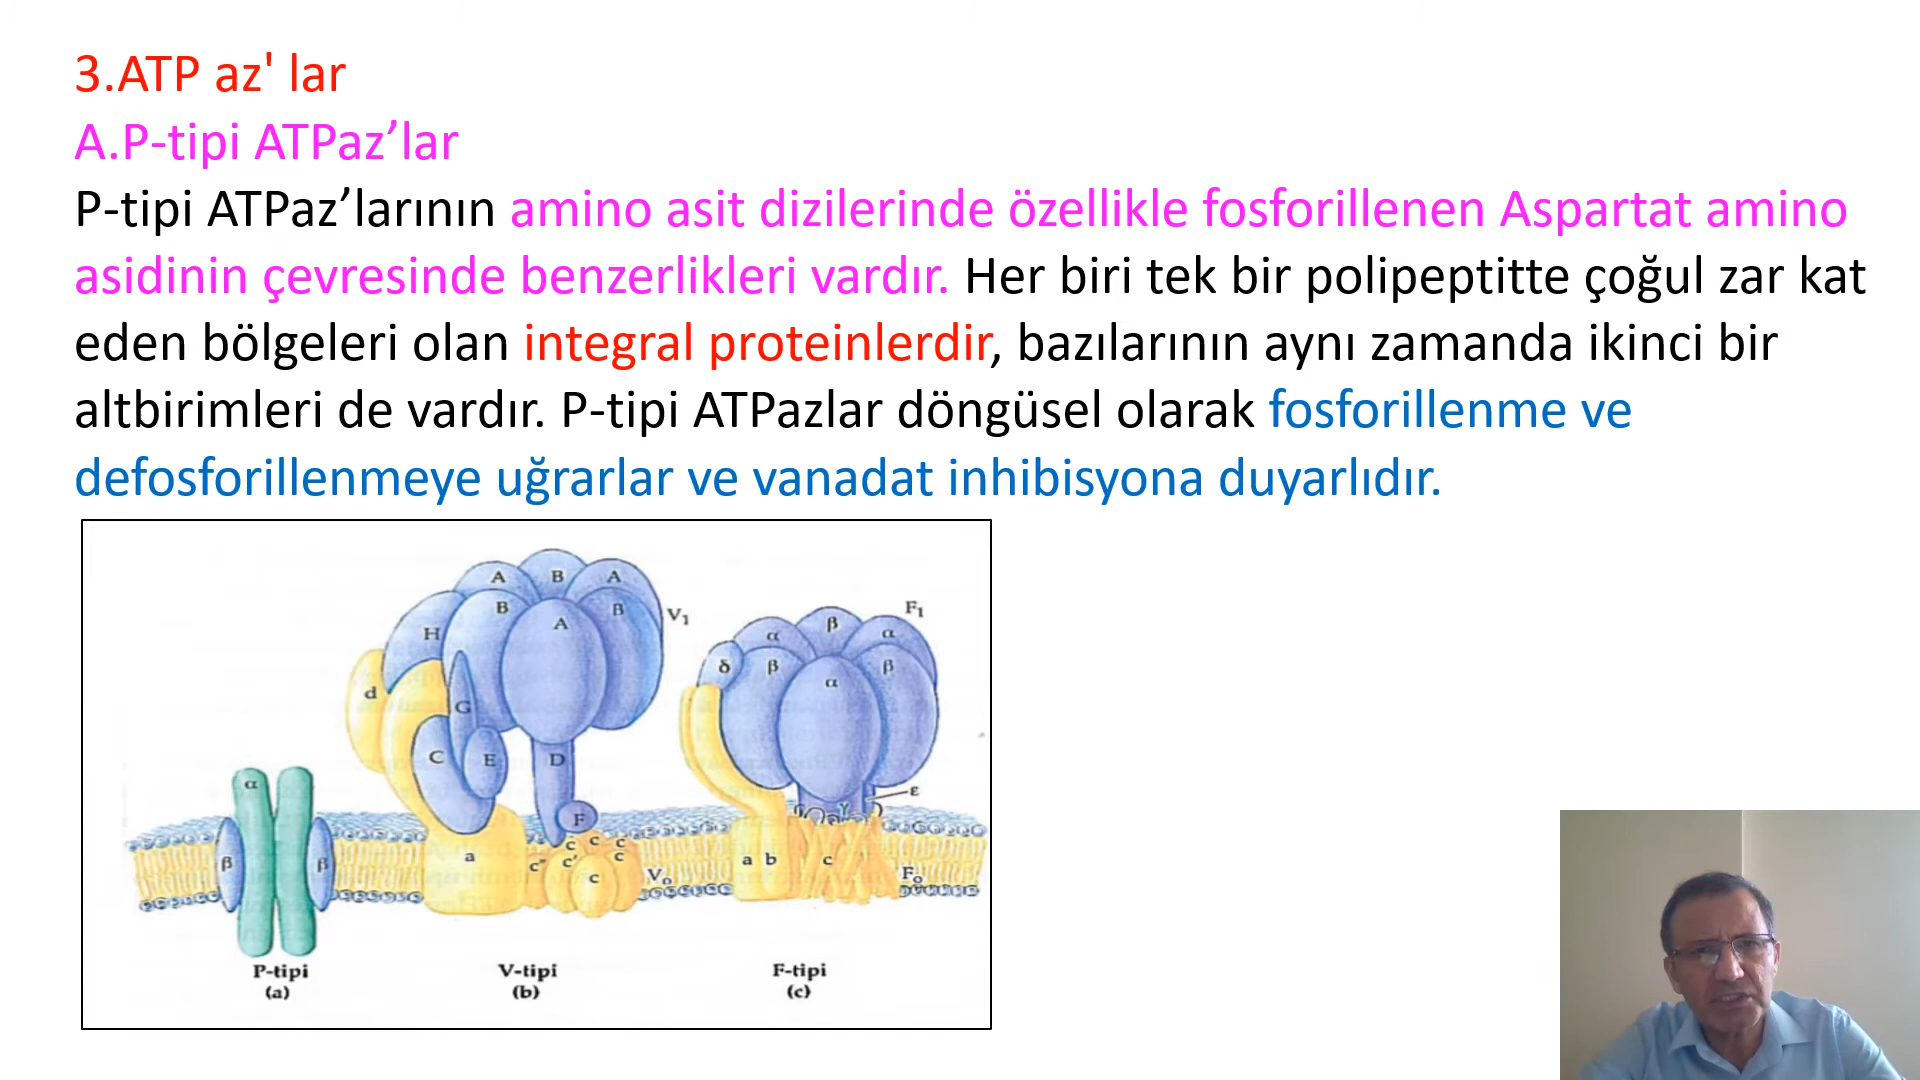 3.ATP az' lar
A.P-tipi ATPaz’lar
P-tipi ATPaz’larının amino asit dizilerinde özellikle fosforillenen Aspartat amino
asidinin çevresinde benzerlikleri vardır. Her biri tek bir polipeptitte çoğul zar kat
eden bölgeleri olan integral proteinlerdir, bazılarının aynı zamanda ikinci bir
altbirimleri de vardır. P-tipi ATPazlar döngüsel olarak fosforillenme ve
defosforillenmeye uğrarlar ve vanadat inhibisyona duyarlıdır.
α
β
β
P-tipi
(a)
A
B
A
B
A
B
V₁
H
d
G
C
E
D
F
a
c"
c'
c
c
c
c
c
V₀
V-tipi
(b)
F₁
α
β
α
δ
β
α
β
γ
ε
a
b
c
F₀
F-tipi
(c)